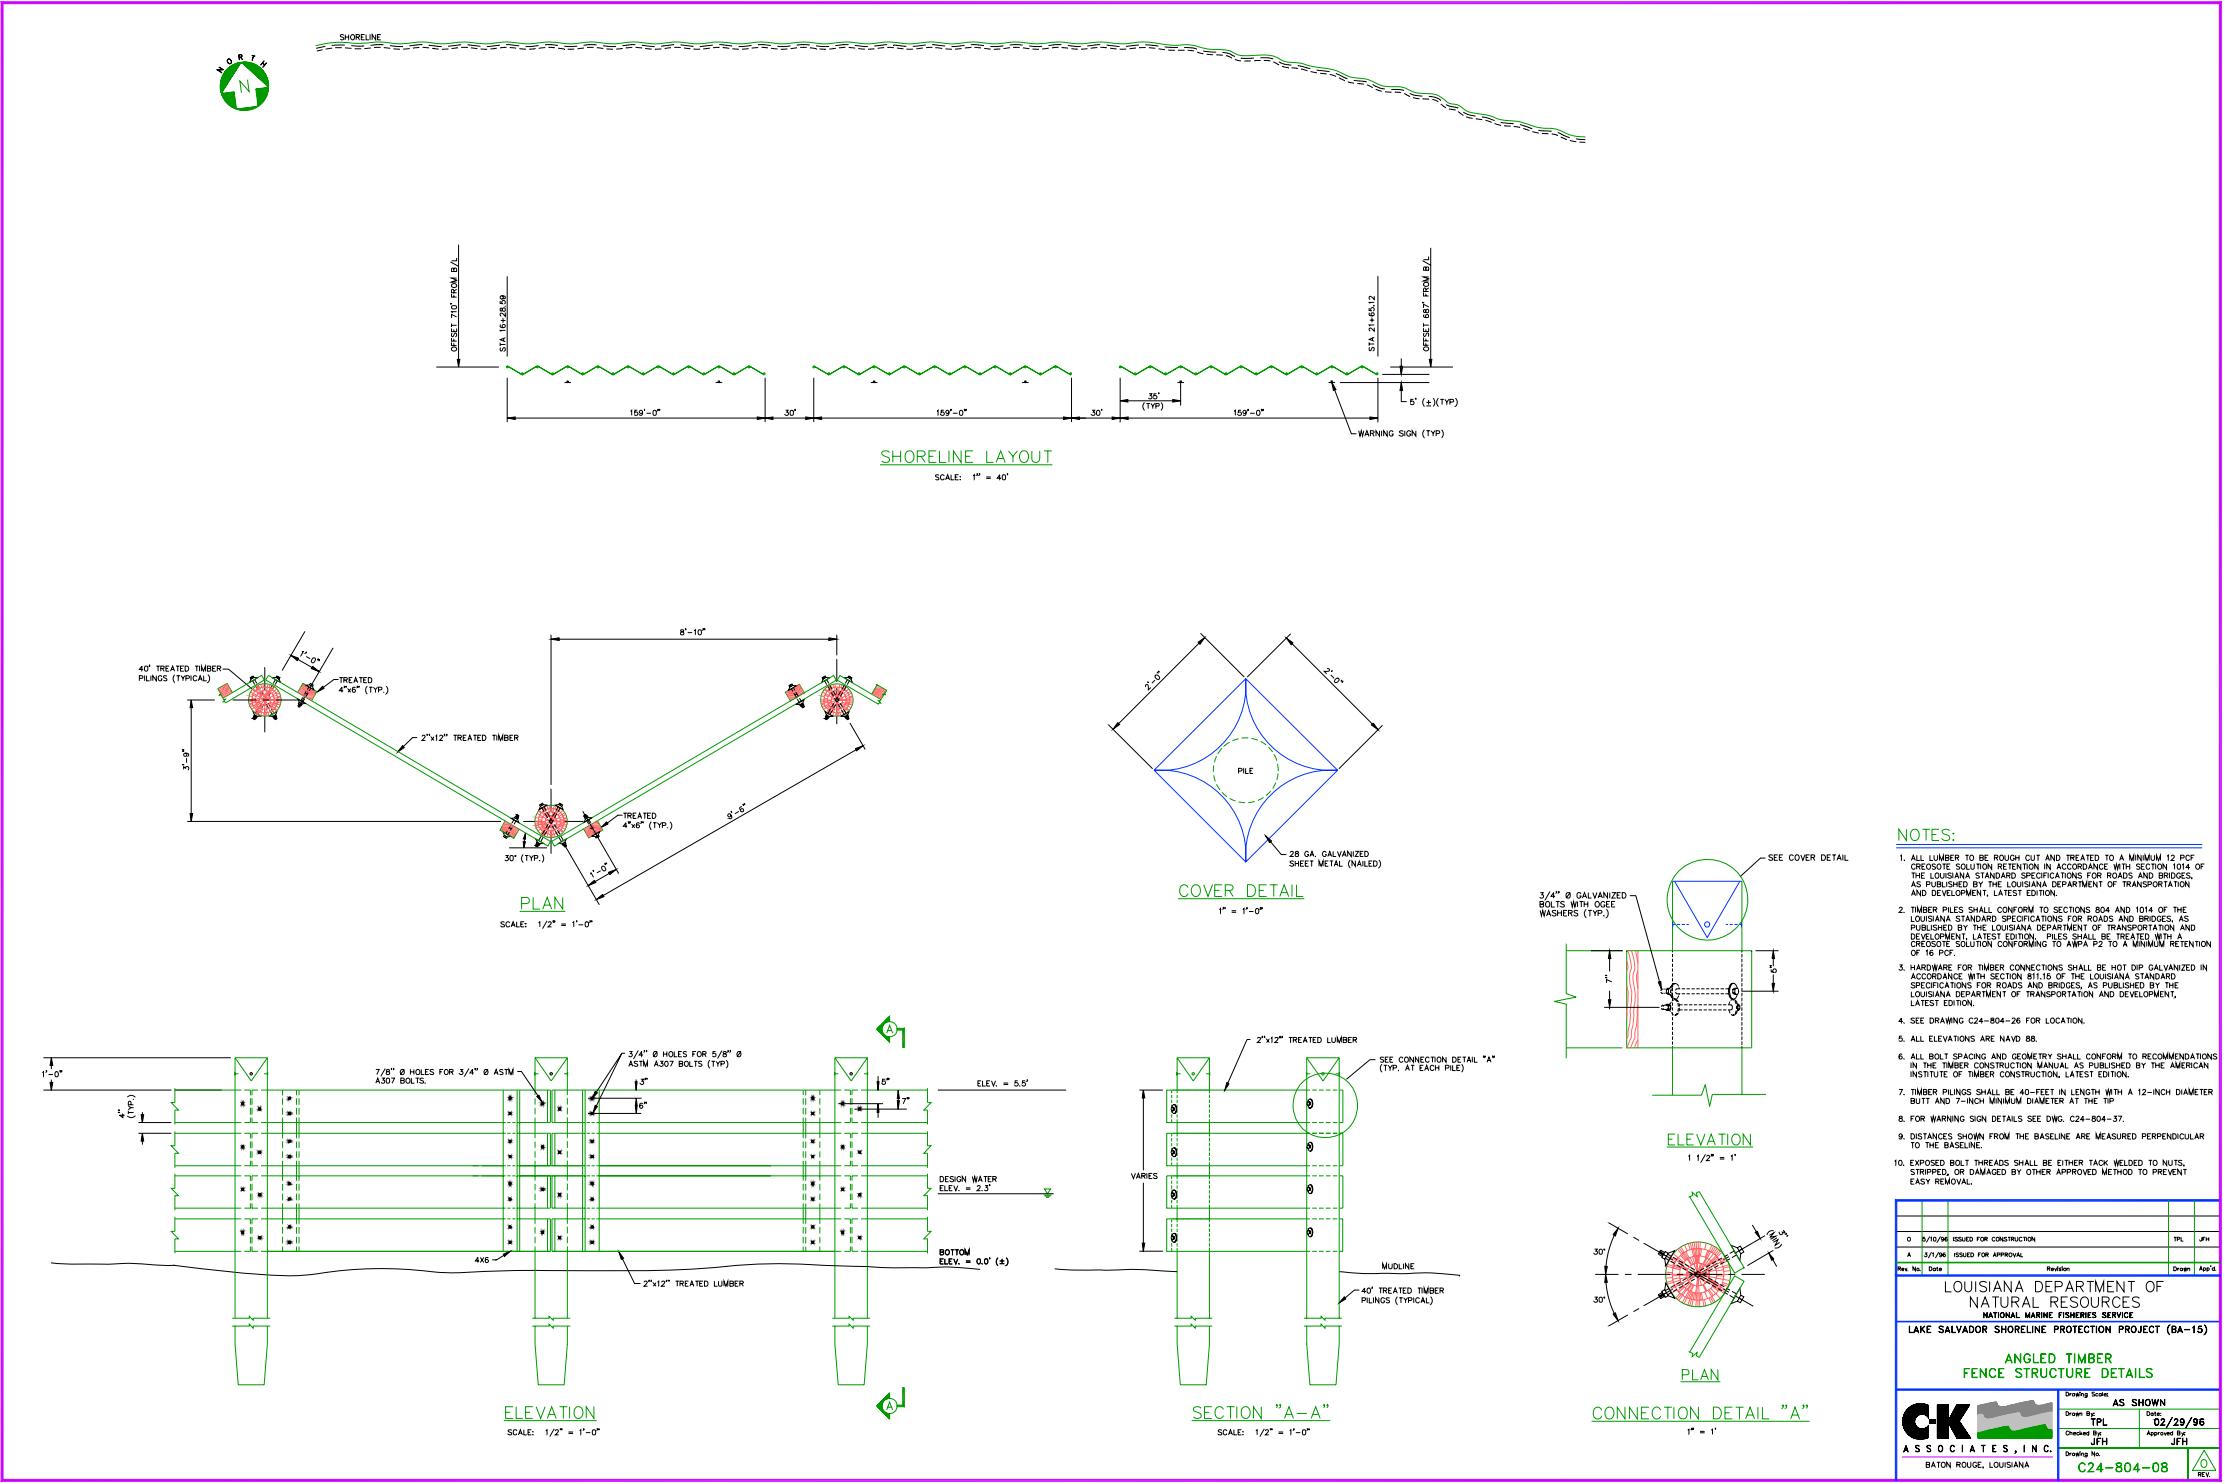 SHORELINE
NORTH
N
OFFSET 710' FROM B/L
STA 16+28.59
STA 21+65.12
OFFSET 687' FROM B/L
159'-0"
30'
159'-0"
30'
159'-0"
35'
(TYP)
5' (±)(TYP)
WARNING SIGN (TYP)
SHORELINE LAYOUT
SCALE: 1" = 40'
8'-10"
1'-0"
40' TREATED TIMBER
PILINGS (TYPICAL)
TREATED
4"x6" (TYP.)
2"x12" TREATED TIMBER
3'-9"
9'-6"
TREATED
4"x6" (TYP.)
30° (TYP.)
1'-0"
PLAN
SCALE: 1/2" = 1'-0"
2'-0"
2'-0"
PILE
28 GA. GALVANIZED
SHEET METAL (NAILED)
COVER DETAIL
1" = 1'-0"
SEE COVER DETAIL
3/4" Ø GALVANIZED
BOLTS WITH OGEE
WASHERS (TYP.)
7"
5"
ELEVATION
1 1/2" = 1'
A
1'-0"
4"
(TYP.)
7/8" Ø HOLES FOR 3/4" Ø ASTM
A307 BOLTS.
3/4" Ø HOLES FOR 5/8" Ø
ASTM A307 BOLTS (TYP)
3"
6"
5"
7"
ELEV. = 5.5'
DESIGN WATER
ELEV. = 2.3'
BOTTOM
ELEV. = 0.0' (±)
4X6
2"x12" TREATED LUMBER
A
ELEVATION
SCALE: 1/2" = 1'-0"
2"x12" TREATED LUMBER
SEE CONNECTION DETAIL "A"
(TYP. AT EACH PILE)
VARIES
MUDLINE
40' TREATED TIMBER
PILINGS (TYPICAL)
SECTION "A-A"
SCALE: 1/2" = 1'-0"
30°
30°
3"
(MIN)
PLAN
CONNECTION DETAIL "A"
1" = 1'
NOTES:
1. ALL LUMBER TO BE ROUGH CUT AND TREATED TO A MINIMUM 12 PCF
CREOSOTE SOLUTION RETENTION IN ACCORDANCE WITH SECTION 1014 OF
THE LOUISIANA STANDARD SPECIFICATIONS FOR ROADS AND BRIDGES,
AS PUBLISHED BY THE LOUISIANA DEPARTMENT OF TRANSPORTATION
AND DEVELOPMENT, LATEST EDITION.
2. TIMBER PILES SHALL CONFORM TO SECTIONS 804 AND 1014 OF THE
LOUISIANA STANDARD SPECIFICATIONS FOR ROADS AND BRIDGES, AS
PUBLISHED BY THE LOUISIANA DEPARTMENT OF TRANSPORTATION AND
DEVELOPMENT, LATEST EDITION. PILES SHALL BE TREATED WITH A
CREOSOTE SOLUTION CONFORMING TO AWPA P2 TO A MINIMUM RETENTION
OF 16 PCF.
3. HARDWARE FOR TIMBER CONNECTIONS SHALL BE HOT DIP GALVANIZED IN
ACCORDANCE WITH SECTION 811.15 OF THE LOUISIANA STANDARD
SPECIFICATIONS FOR ROADS AND BRIDGES, AS PUBLISHED BY THE
LOUISIANA DEPARTMENT OF TRANSPORTATION AND DEVELOPMENT,
LATEST EDITION.
4. SEE DRAWING C24-804-26 FOR LOCATION.
5. ALL ELEVATIONS ARE NAVD 88.
6. ALL BOLT SPACING AND GEOMETRY SHALL CONFORM TO RECOMMENDATIONS
IN THE TIMBER CONSTRUCTION MANUAL AS PUBLISHED BY THE AMERICAN
INSTITUTE OF TIMBER CONSTRUCTION, LATEST EDITION.
7. TIMBER PILINGS SHALL BE 40-FEET IN LENGTH WITH A 12-INCH DIAMETER
BUTT AND 7-INCH MINIMUM DIAMETER AT THE TIP
8. FOR WARNING SIGN DETAILS SEE DWG. C24-804-37.
9. DISTANCES SHOWN FROM THE BASELINE ARE MEASURED PERPENDICULAR
TO THE BASELINE.
10. EXPOSED BOLT THREADS SHALL BE EITHER TACK WELDED TO NUTS,
STRIPPED, OR DAMAGED BY OTHER APPROVED METHOD TO PREVENT
EASY REMOVAL.
0 5/10/96 ISSUED FOR CONSTRUCTION TPL JFH
A 3/1/96 ISSUED FOR APPROVAL
Rev. No. Date Revision Drawn App'd.
LOUISIANA DEPARTMENT OF
NATURAL RESOURCES
NATIONAL MARINE FISHERIES SERVICE
LAKE SALVADOR SHORELINE PROTECTION PROJECT (BA-15)
ANGLED TIMBER
FENCE STRUCTURE DETAILS
C-K
ASSOCIATES, INC.
BATON ROUGE, LOUISIANA
Drawing Scale:
AS SHOWN
Drawn By: Date:
TPL 02/29/96
Checked By: Approved By:
JFH JFH
Drawing No.
C24-804-08
0
REV.